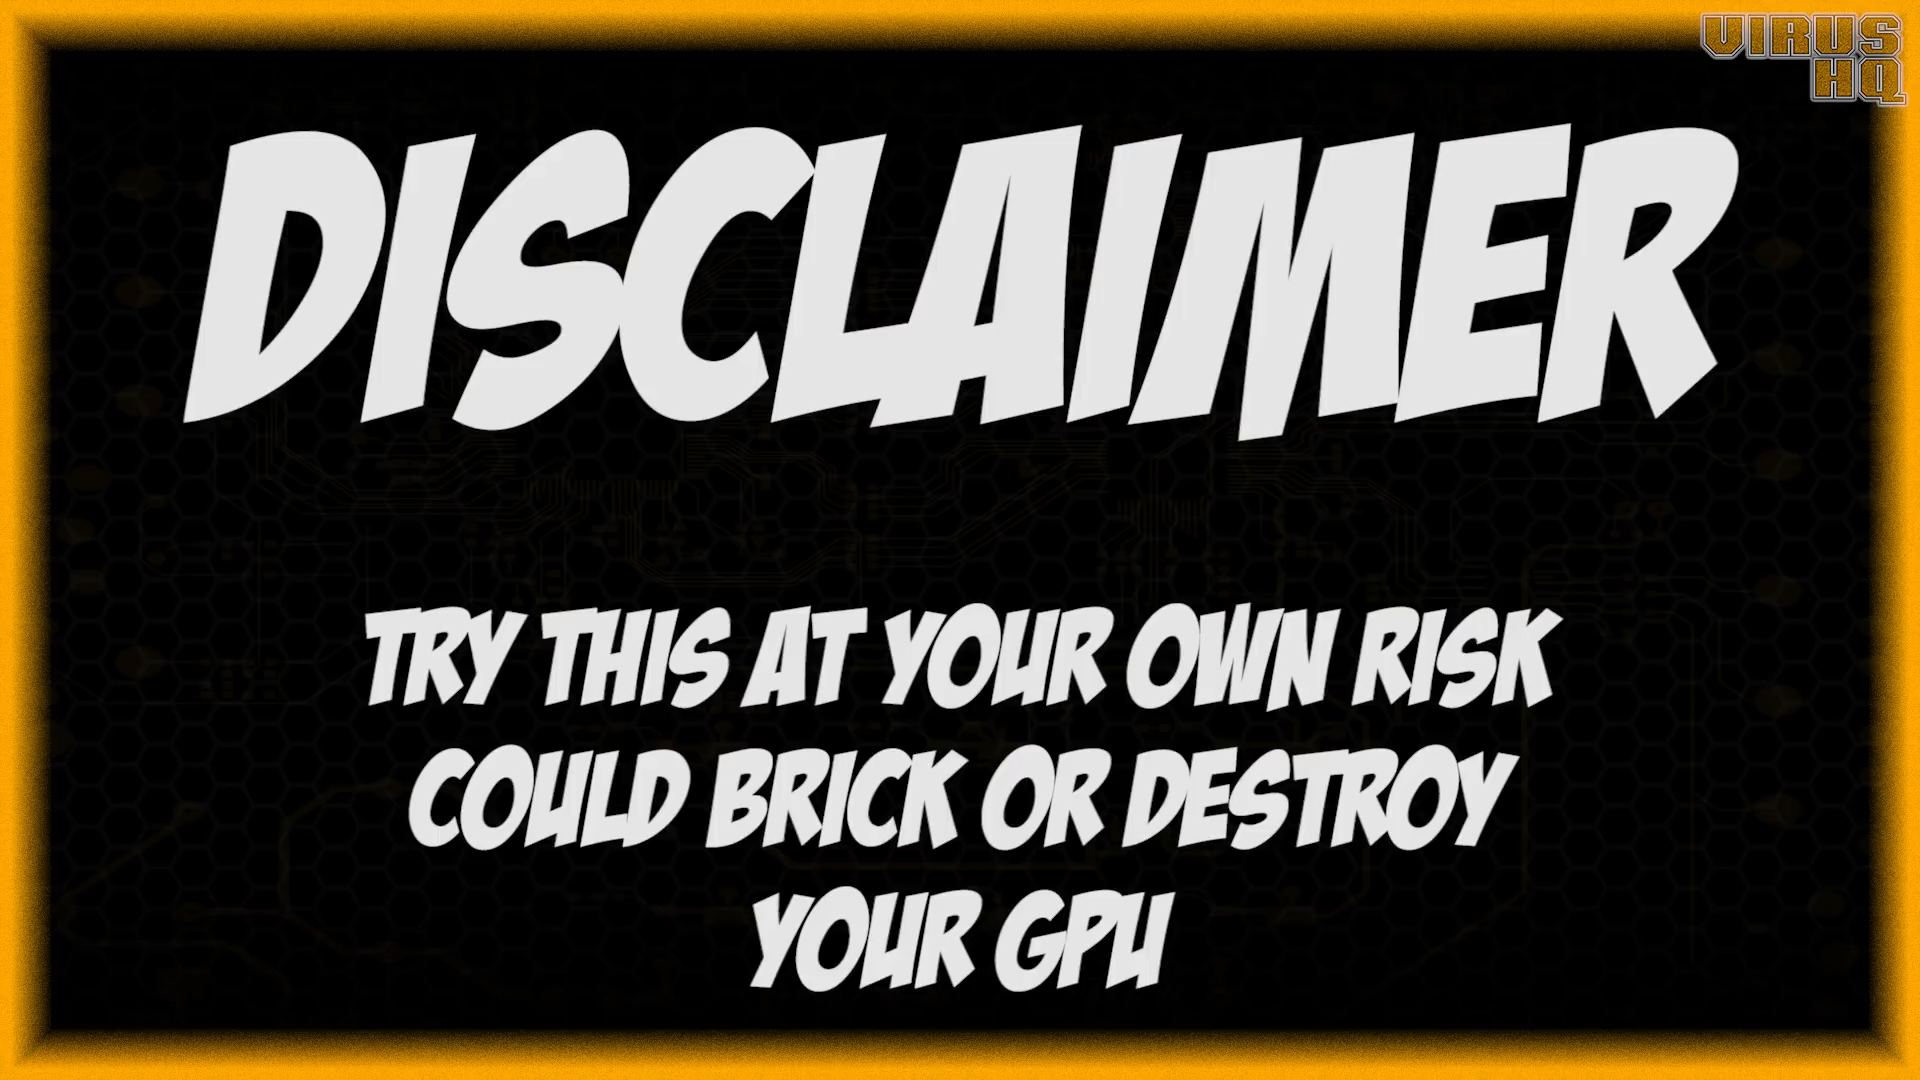 VIRUS
HQ
DISCLAIMER
TRY THIS AT YOUR OWN RISK
COULD BRICK OR DESTROY
YOUR GPU